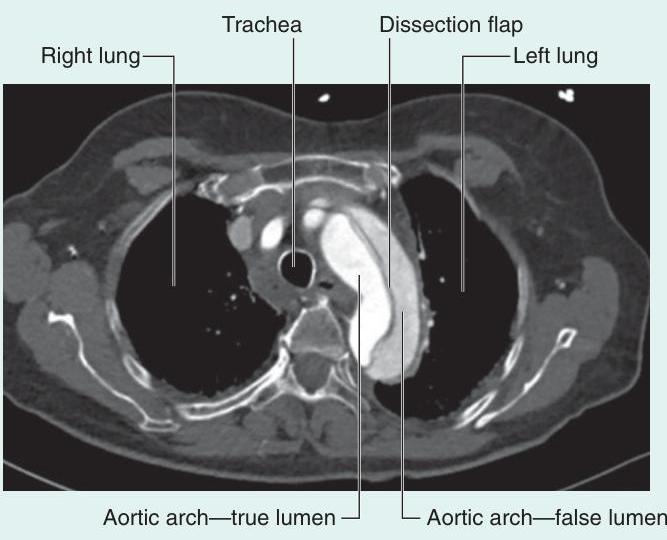 Trachea
Dissection flap
Right lung
Left lung
Aortic arch—true lumen
Aortic arch—false lumen